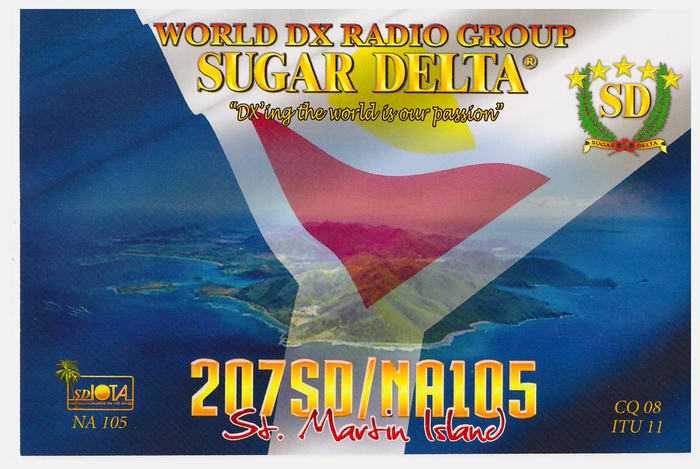 WORLD DX RADIO GROUP
SUGAR DELTA®
"DX'ing the world is our passion"
SD
SUGAR DELTA
207SD/NA105
St. Martin Island
SDIOTA
NA 105
CQ 08
ITU 11